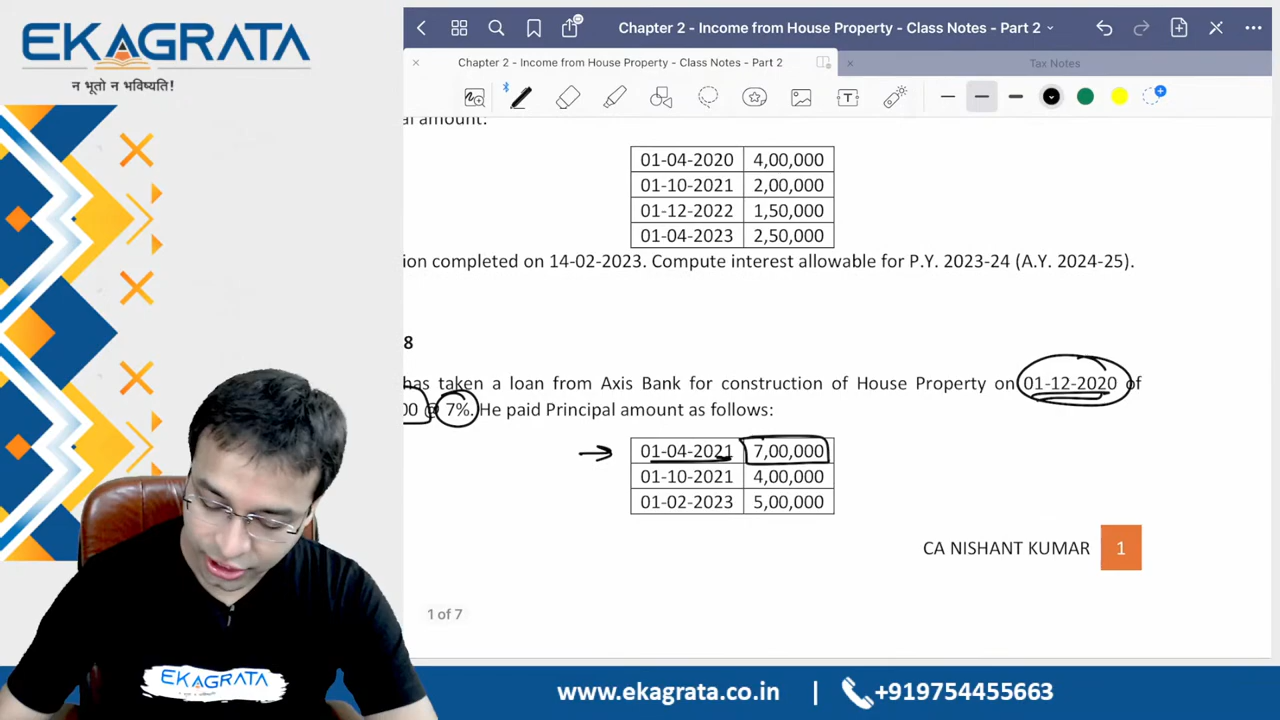 EKAGRATA
न भूतो न भविष्यति!
Chapter 2 - Income from House Property - Class Notes - Part 2
Chapter 2 - Income from House Property - Class Notes - Part 2
Tax Notes
al amount:
01-04-2020 4,00,000
01-10-2021 2,00,000
01-12-2022 1,50,000
01-04-2023 2,50,000
ion completed on 14-02-2023. Compute interest allowable for P.Y. 2023-24 (A.Y. 2024-25).
8
has taken a loan from Axis Bank for construction of House Property on 01-12-2020 of
00 @ 7%. He paid Principal amount as follows:
01-04-2021 7,00,000
01-10-2021 4,00,000
01-02-2023 5,00,000
CA NISHANT KUMAR 1
1 of 7
EKAGRATA
www.ekagrata.co.in | +919754455663